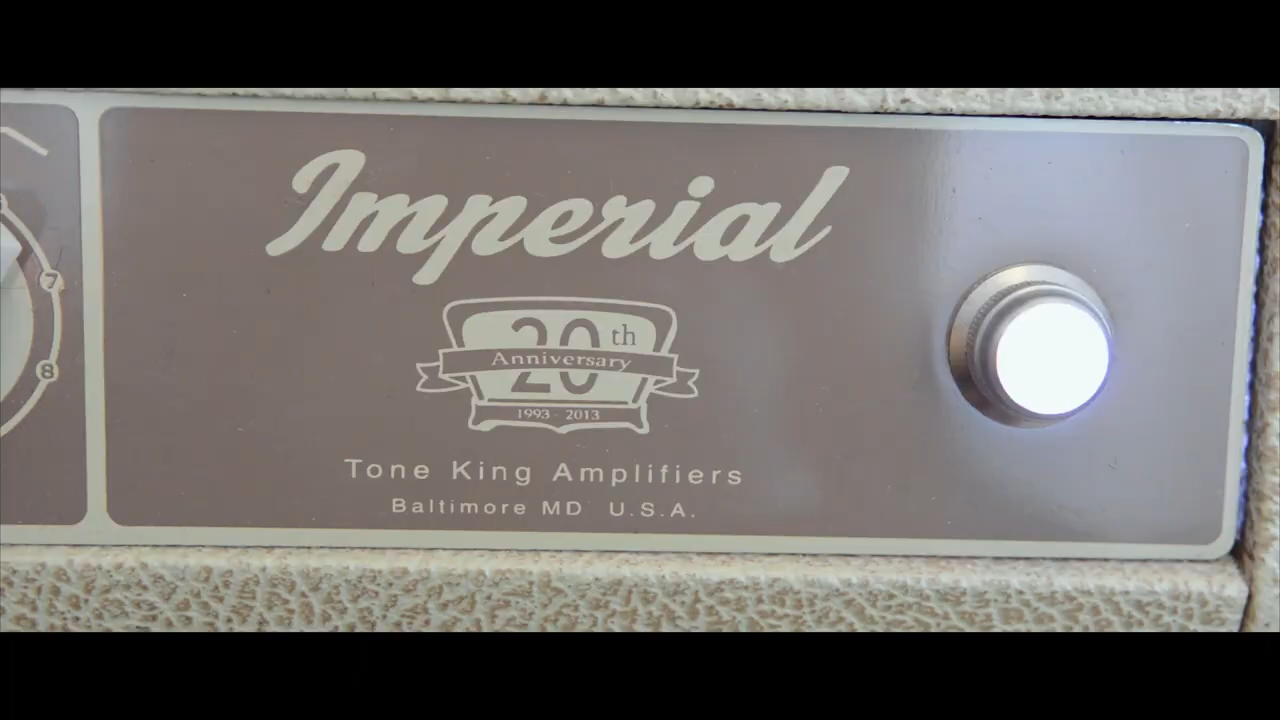 Imperial
20th
Anniversary
1993 - 2013
Tone King Amplifiers
Baltimore MD U.S.A.
7
8